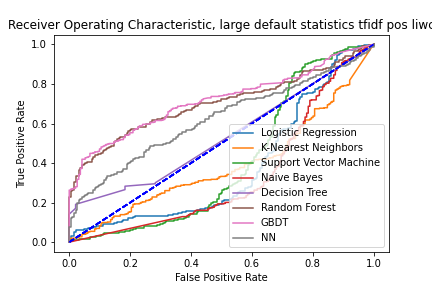 Receiver Operating Characteristic, large default statistics tfidf pos liwc
1.0
0.8
0.6
0.4
0.2
0.0
True Positive Rate
Logistic Regression
K-Nearest Neighbors
Support Vector Machine
Naive Bayes
Decision Tree
Random Forest
GBDT
NN
0.0 0.2 0.4 0.6 0.8 1.0
False Positive Rate